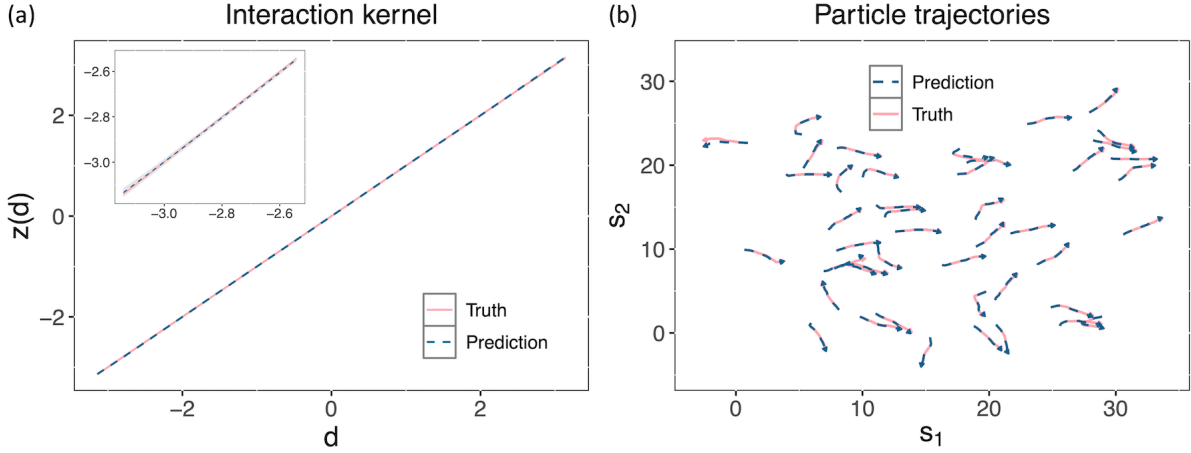 (a)
Interaction kernel
z(d)
2
0
−2
−2
0
2
d
−2.6
−2.8
−3.0
−3.0
−2.8
−2.6
Truth
Prediction
(b)
Particle trajectories
s₂
30
20
10
0
0
10
20
30
s₁
Prediction
Truth